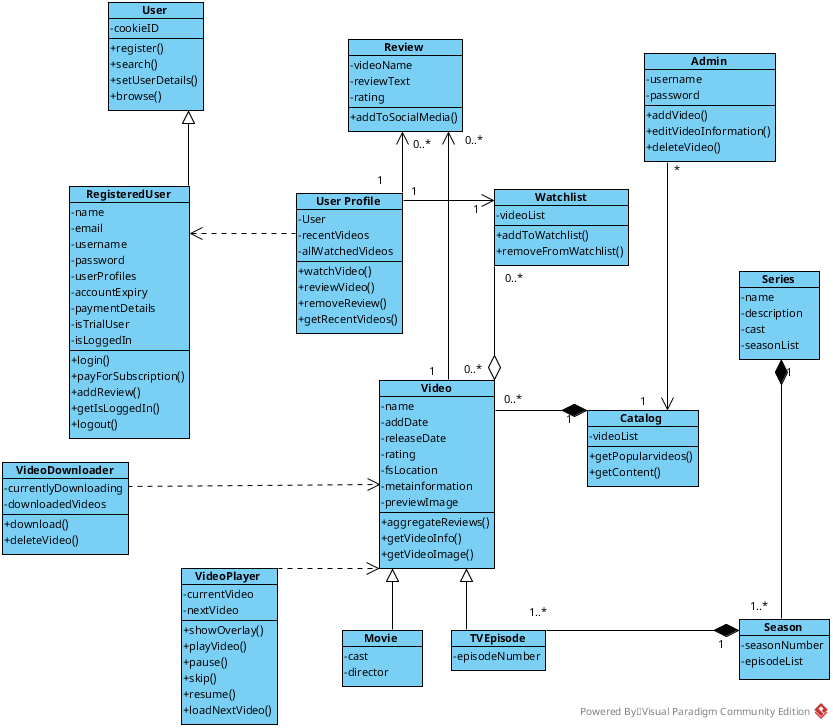 User
-cookieID
+register()
+search()
+setUserDetails()
+browse()
Review
-videoName
-reviewText
-rating
+addToSocialMedia()
Admin
-username
-password
+addVideo()
+editVideoInformation()
+deleteVideo()
0..*
0..*
*
1
1
1
RegisteredUser
-name
-email
-username
-password
-userProfiles
-accountExpiry
-paymentDetails
-isTrialUser
-isLoggedIn
+login()
+payForSubscription()
+addReview()
+getIsLoggedIn()
+logout()
User Profile
-User
-recentVideos
-allWatchedVideos
+watchVideo()
+reviewVideo()
+removeReview()
+getRecentVideos()
Watchlist
-videoList
+addToWatchlist()
+removeFromWatchlist()
0..*
Series
-name
-description
-cast
-seasonList
1
1
0..*
Video
-name
-addDate
-releaseDate
-rating
-fsLocation
-metainformation
-previewImage
+aggregateReviews()
+getVideoInfo()
+getVideoImage()
0..*
1
1
Catalog
-videoList
+getPopularvideos()
+getContent()
VideoDownloader
-currentlyDownloading
-downloadedVideos
+download()
+deleteVideo()
VideoPlayer
-currentVideo
-nextVideo
+showOverlay()
+playVideo()
+pause()
+skip()
+resume()
+loadNextVideo()
Movie
-cast
-director
TVEpisode
-episodeNumber
1..*
1..*
1
Season
-seasonNumber
-episodeList
Powered By Visual Paradigm Community Edition